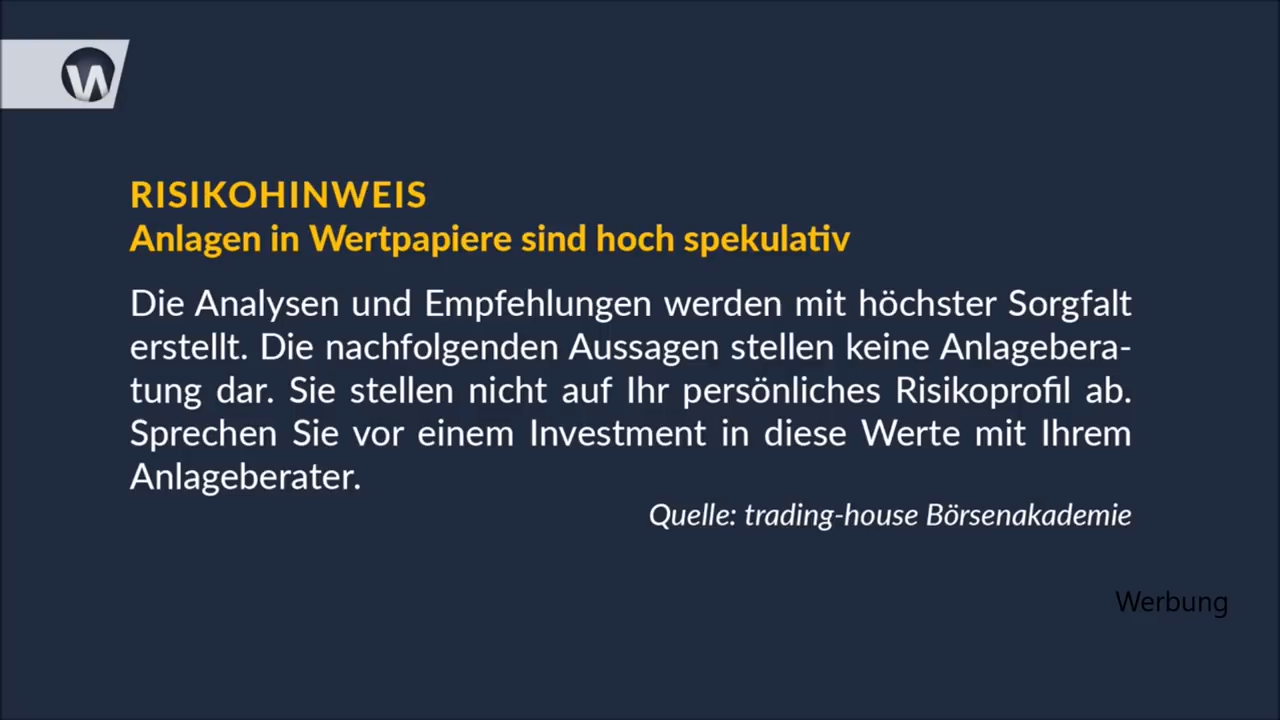 W
RISIKOHINWEIS
Anlagen in Wertpapiere sind hoch spekulativ
Die Analysen und Empfehlungen werden mit höchster Sorgfalt
erstellt. Die nachfolgenden Aussagen stellen keine Anlagebera-
tung dar. Sie stellen nicht auf Ihr persönliches Risikoprofil ab.
Sprechen Sie vor einem Investment in diese Werte mit Ihrem
Anlageberater.
Quelle: trading-house Börsenakademie
Werbung